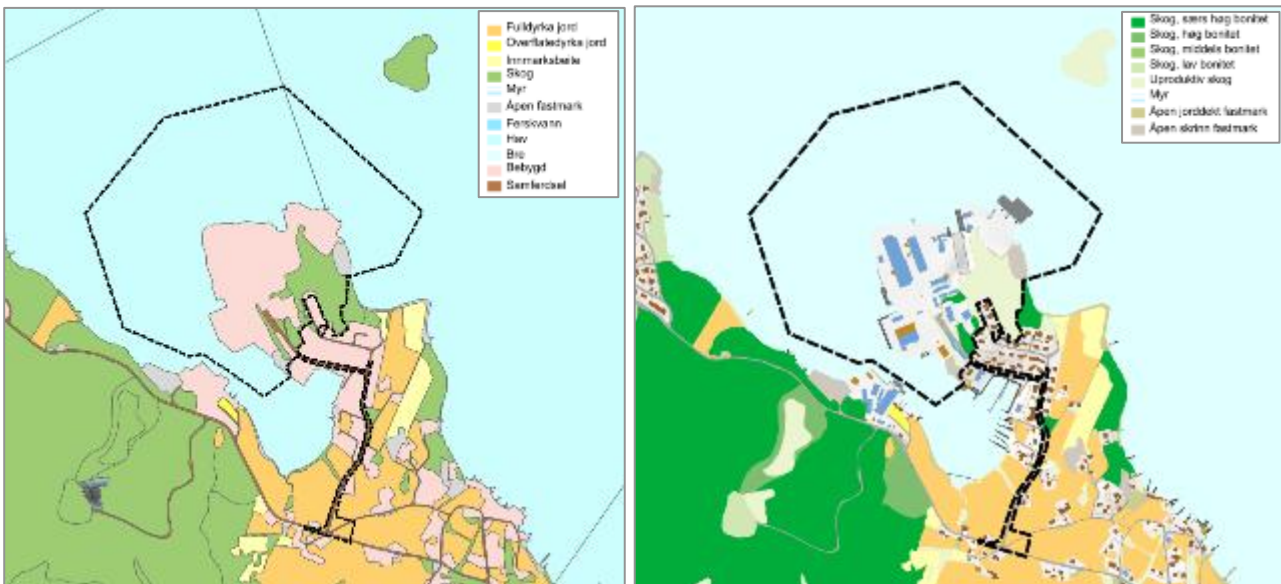 Fulldyrka jord
Overflatedyrka jord
Innmarksbeite
Skog
Myr
Åpen fastmark
Ferskvann
Hav
Bre
Bebygd
Samferdsel
Skog, særs høg bonitet
Skog, høg bonitet
Skog, middels bonitet
Skog, lav bonitet
Uproduktiv skog
Myr
Åpen jorddekt fastmark
Åpen skrinn fastmark